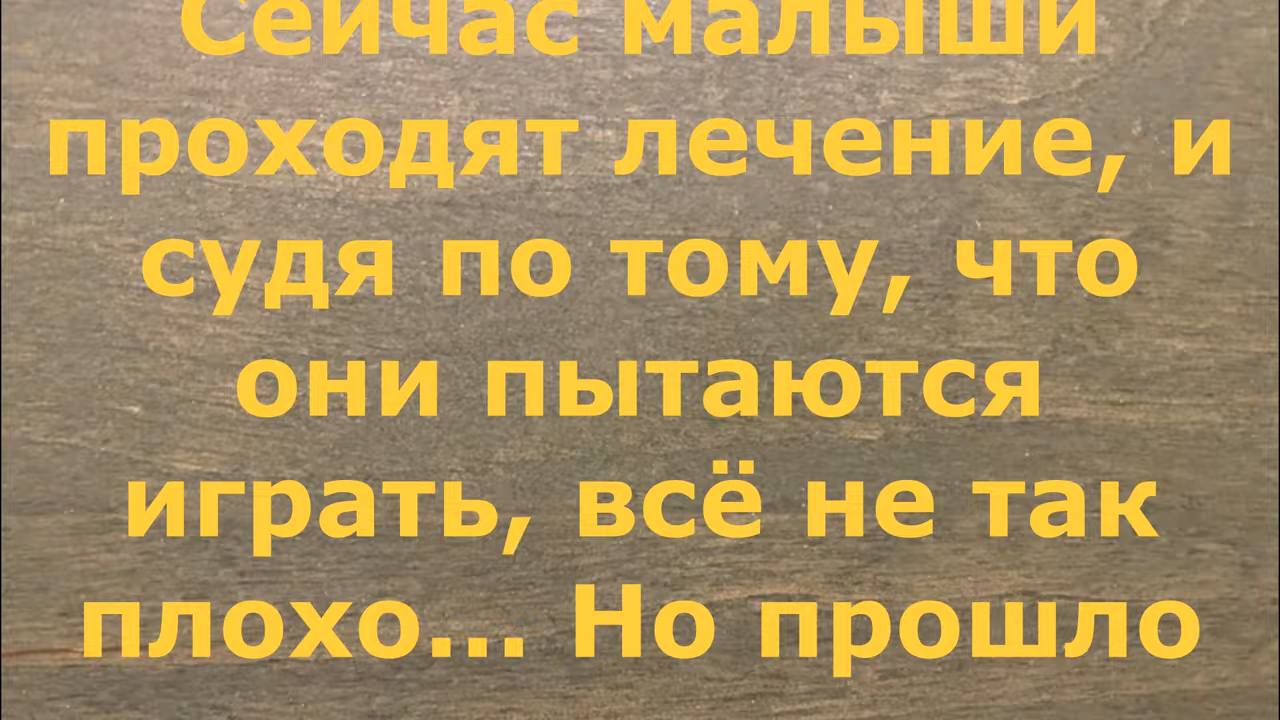 Сейчас малыши
проходят лечение, и
судя по тому, что
они пытаются
играть, всё не так
плохо... Но прошло